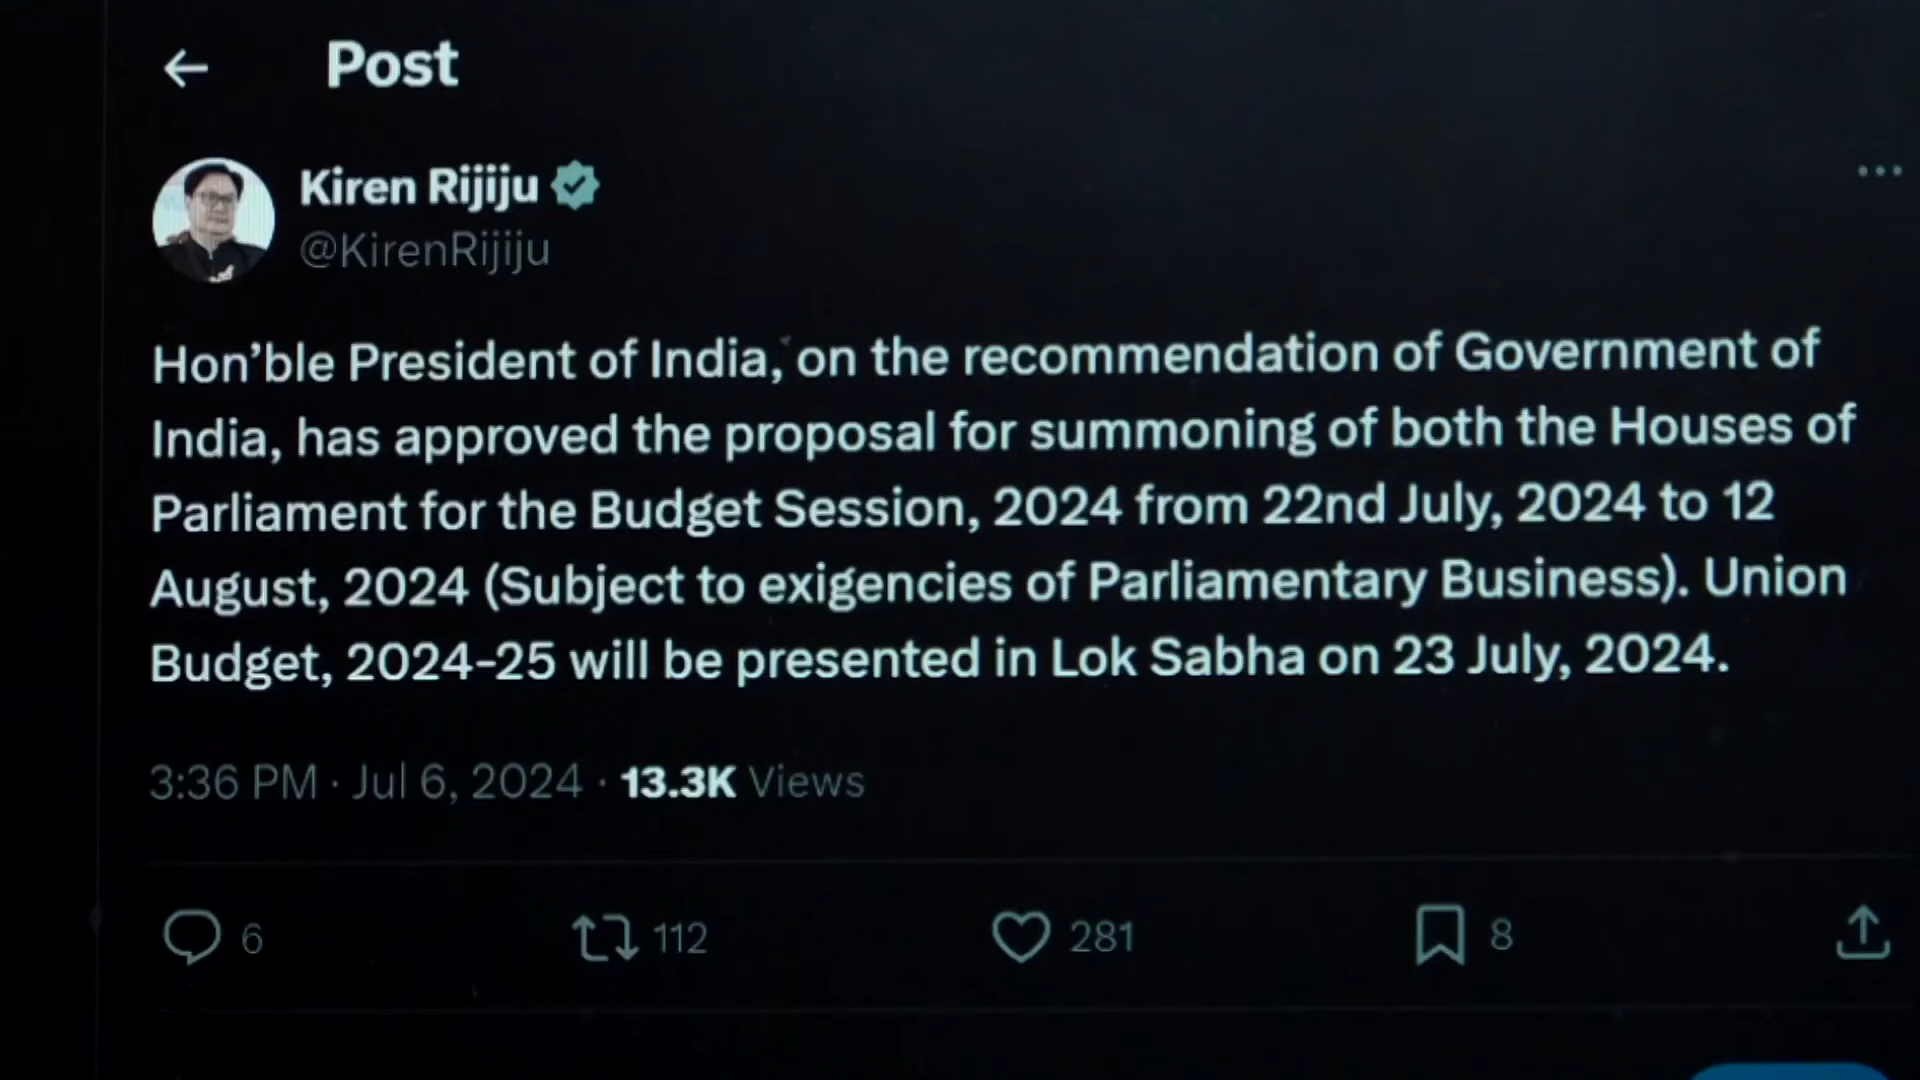 Post
Kiren Rijiju
@KirenRijiju
Hon’ble President of India, on the recommendation of Government of
India, has approved the proposal for summoning of both the Houses of
Parliament for the Budget Session, 2024 from 22nd July, 2024 to 12
August, 2024 (Subject to exigencies of Parliamentary Business). Union
Budget, 2024-25 will be presented in Lok Sabha on 23 July, 2024.
3:36 PM · Jul 6, 2024 · 13.3K Views
6 112 281 8